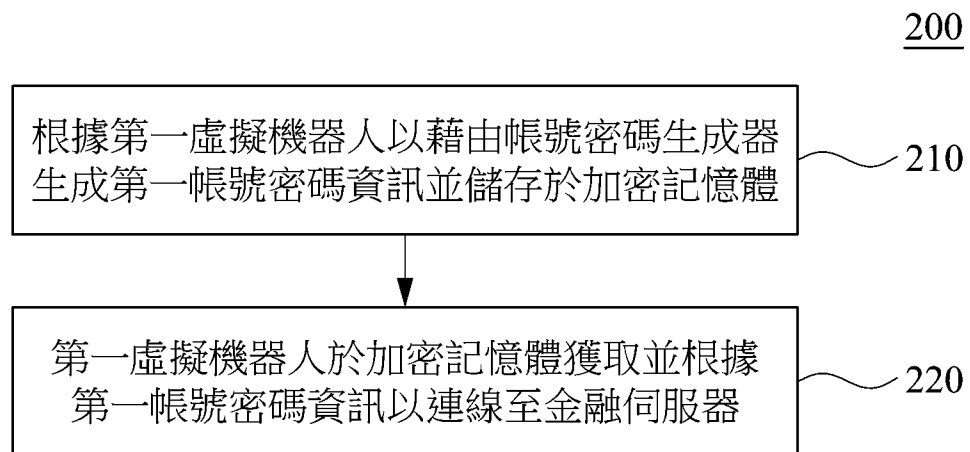 200
根據第一虛擬機器人以藉由帳號密碼生成器
生成第一帳號密碼資訊並儲存於加密記憶體
210
第一虛擬機器人於加密記憶體獲取並根據
第一帳號密碼資訊以連線至金融伺服器
220